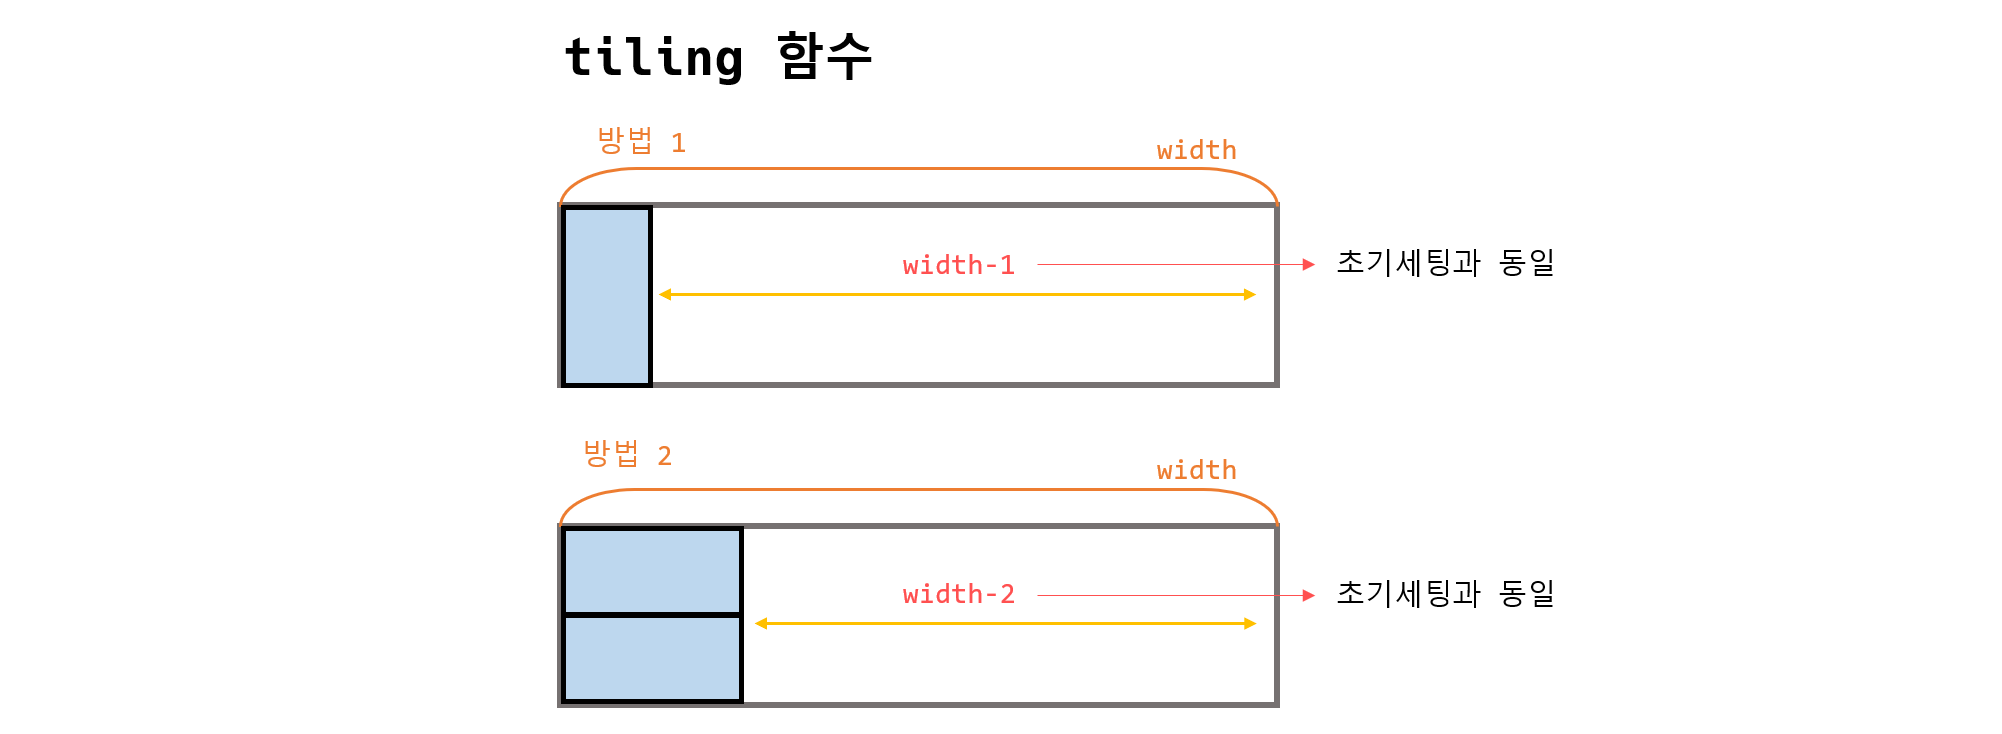 tiling 함수
방법 1
width
width-1
초기세팅과 동일
방법 2
width
width-2
초기세팅과 동일